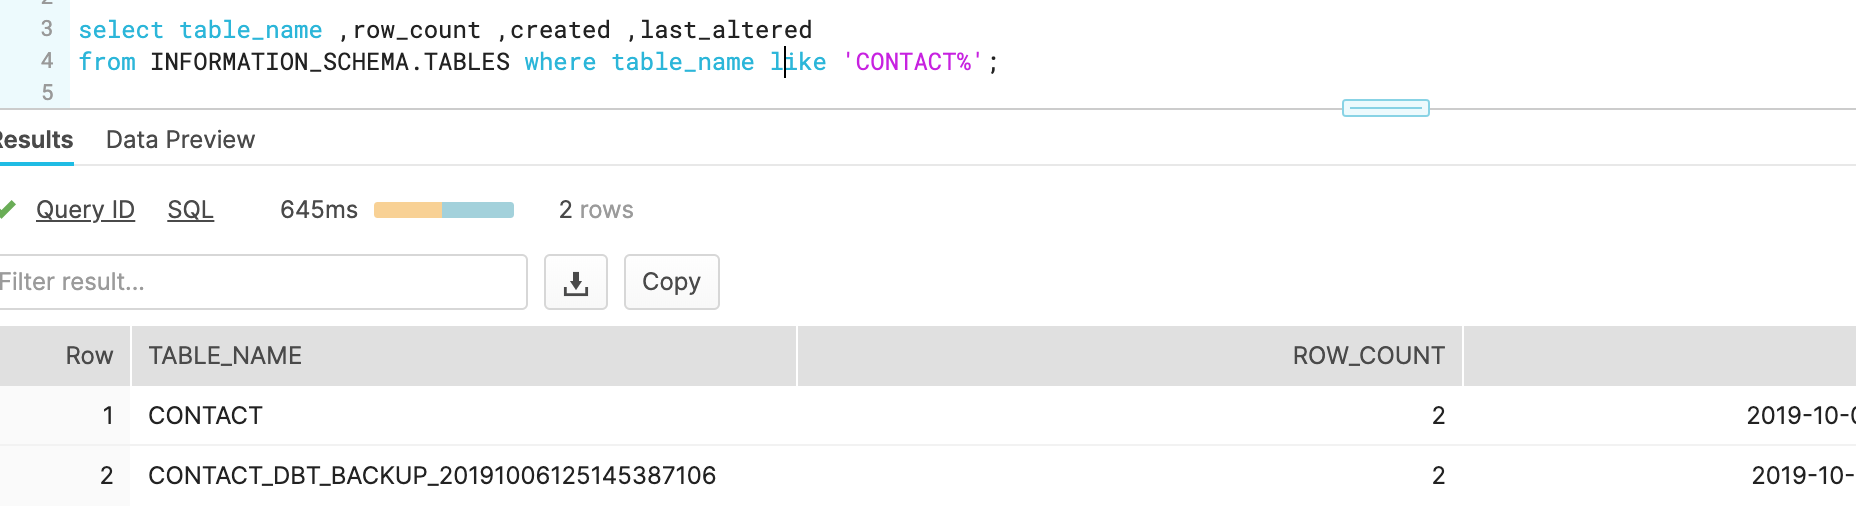 3 select table_name ,row_count ,created ,last_altered
4 from INFORMATION_SCHEMA.TABLES where table_name like 'CONTACT%';
5
Results Data Preview
Query ID SQL 645ms 2 rows
Filter result... Copy
Row TABLE_NAME ROW_COUNT
1 CONTACT 2 2019-10-0
2 CONTACT_DBT_BACKUP_20191006125145387106 2 2019-10-